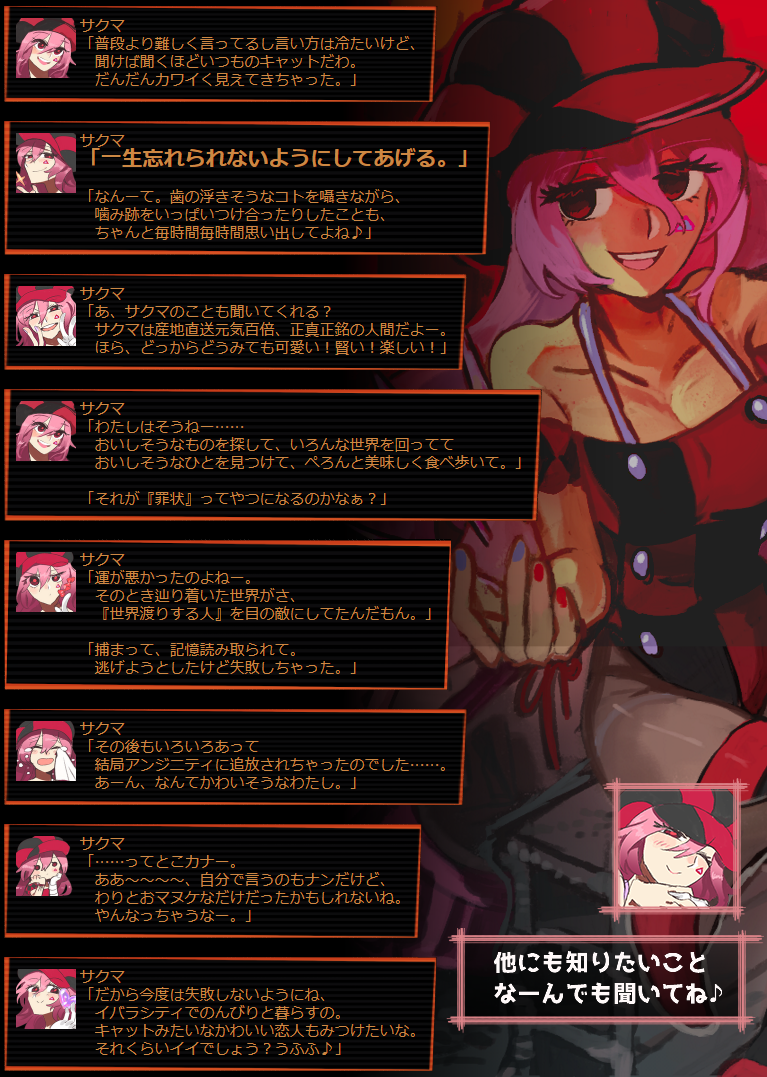 サクマ
「普段より難しく言ってるし言い方は冷たいけど、
聞けば聞くほどいつものキャットだわ。
だんだんカワイく見えてきちゃった。」
サクマ
「一生忘れられないようにしてあげる。」
「なんーて。歯の浮きそうなコトを囁きながら、
噛み跡をいっぱいつけ合ったりしたことも、
ちゃんと毎時間毎時間思い出してよね♪」
サクマ
「あ、サクマのことも聞いてくれる？
サクマは産地直送元気百倍、正真正銘の人間だよー。
ほら、どっからどうみても可愛い！賢い！楽しい！」
サクマ
「わたしはそうねー……
おいしそうなものを探して、いろんな世界を回ってて
おいしそうなひとを見つけて、ぺろんと美味しく食べ歩いて。」
「それが『罪状』ってやつになるのかなぁ？」
サクマ
「運が悪かったのよねー。
そのとき辿り着いた世界がさ、
『世界渡りする人』を目の敵にしてたんだもん。」
「捕まって、記憶読み取られて。
逃げようとしたけど失敗しちゃった。」
サクマ
「その後もいろいろあって
結局アンジニティに追放されちゃったのでした……。
あーん、なんてかわいそうなわたし。」
サクマ
「……ってとこカナー。
ああ～～～～、自分で言うのもナンだけど、
わりとおマヌケなだけだったかもしれないね。
やんなっちゃうなー。」
サクマ
「だから今度は失敗しないようにね、
イバラシティでのんびりと暮らすの。
キャットみたいなかわいい恋人もみつけたいな。
それくらいイイでしょう？うふふ♪」
他にも知りたいこと
なーんでも聞いてね♪